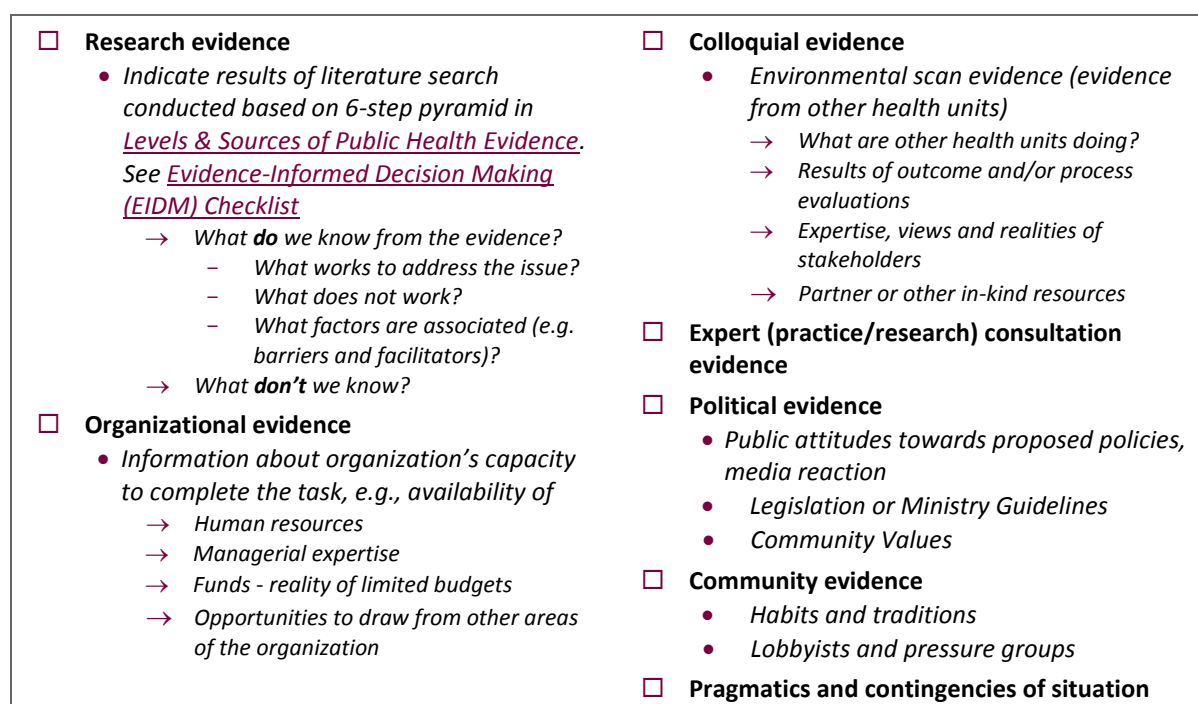 ☐ Research evidence
• Indicate results of literature search
conducted based on 6-step pyramid in
Levels & Sources of Public Health Evidence.
See Evidence-Informed Decision Making
(EIDM) Checklist
→ What do we know from the evidence?
− What works to address the issue?
− What does not work?
− What factors are associated (e.g.
barriers and facilitators)?
→ What don't we know?
☐ Organizational evidence
• Information about organization's capacity
to complete the task, e.g., availability of
→ Human resources
→ Managerial expertise
→ Funds - reality of limited budgets
→ Opportunities to draw from other areas
of the organization
☐ Colloquial evidence
• Environmental scan evidence (evidence
from other health units)
→ What are other health units doing?
→ Results of outcome and/or process
evaluations
→ Expertise, views and realities of
stakeholders
→ Partner or other in-kind resources
☐ Expert (practice/research) consultation
evidence
☐ Political evidence
• Public attitudes towards proposed policies,
media reaction
• Legislation or Ministry Guidelines
• Community Values
☐ Community evidence
• Habits and traditions
• Lobbyists and pressure groups
☐ Pragmatics and contingencies of situation